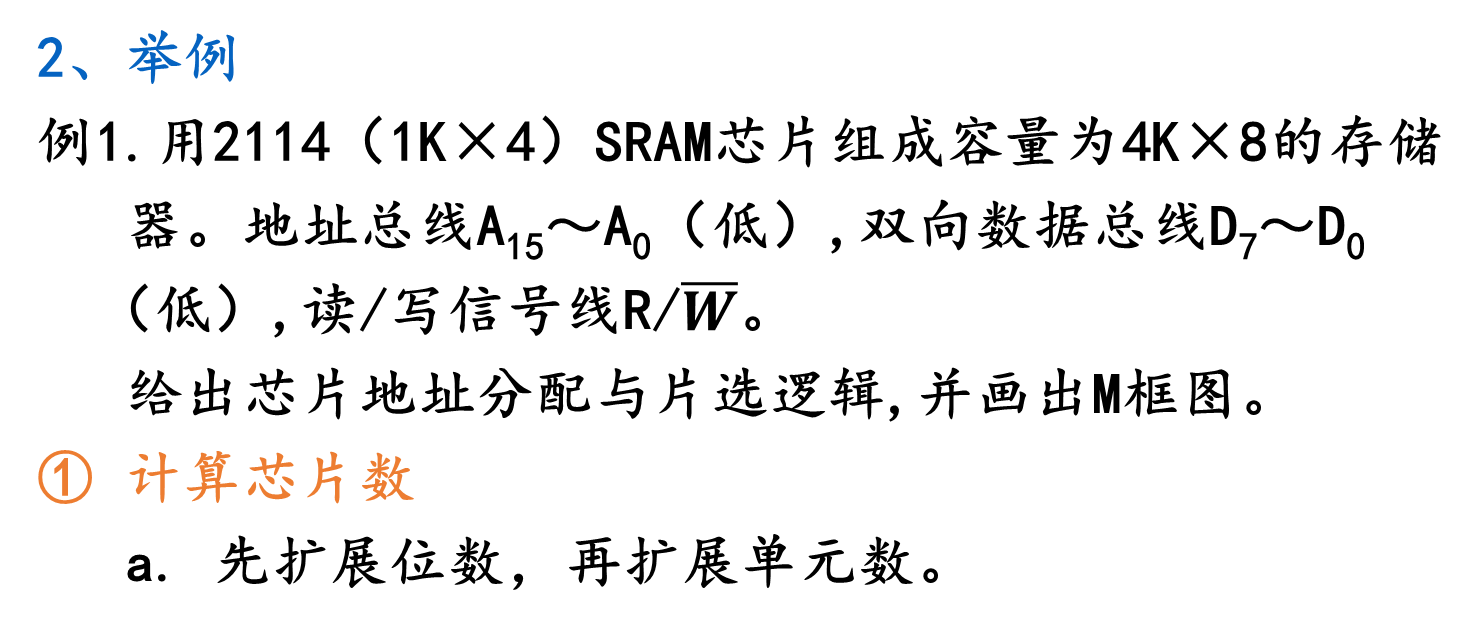 2、举例
例1.用2114（1K×4）SRAM芯片组成容量为4K×8的存储
器。地址总线A₁₅～A₀（低）,双向数据总线D₇～D₀
（低）,读/写信号线R/W̅。
给出芯片地址分配与片选逻辑,并画出M框图。
① 计算芯片数
a. 先扩展位数，再扩展单元数。